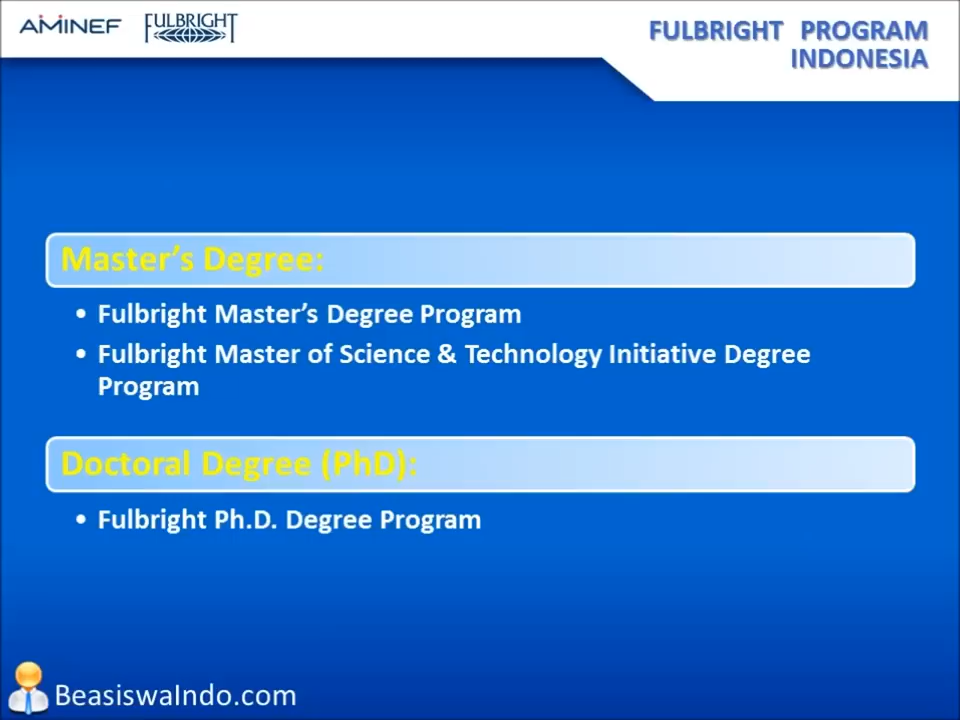 AMINEF FULBRIGHT
FULBRIGHT PROGRAM
INDONESIA
Master’s Degree:
• Fulbright Master’s Degree Program
• Fulbright Master of Science & Technology Initiative Degree
Program
Doctoral Degree (PhD):
• Fulbright Ph.D. Degree Program
BeasiswaIndo.com